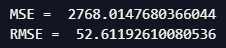 MSE =  2768.0147680366044
RMSE =  52.61192610080536